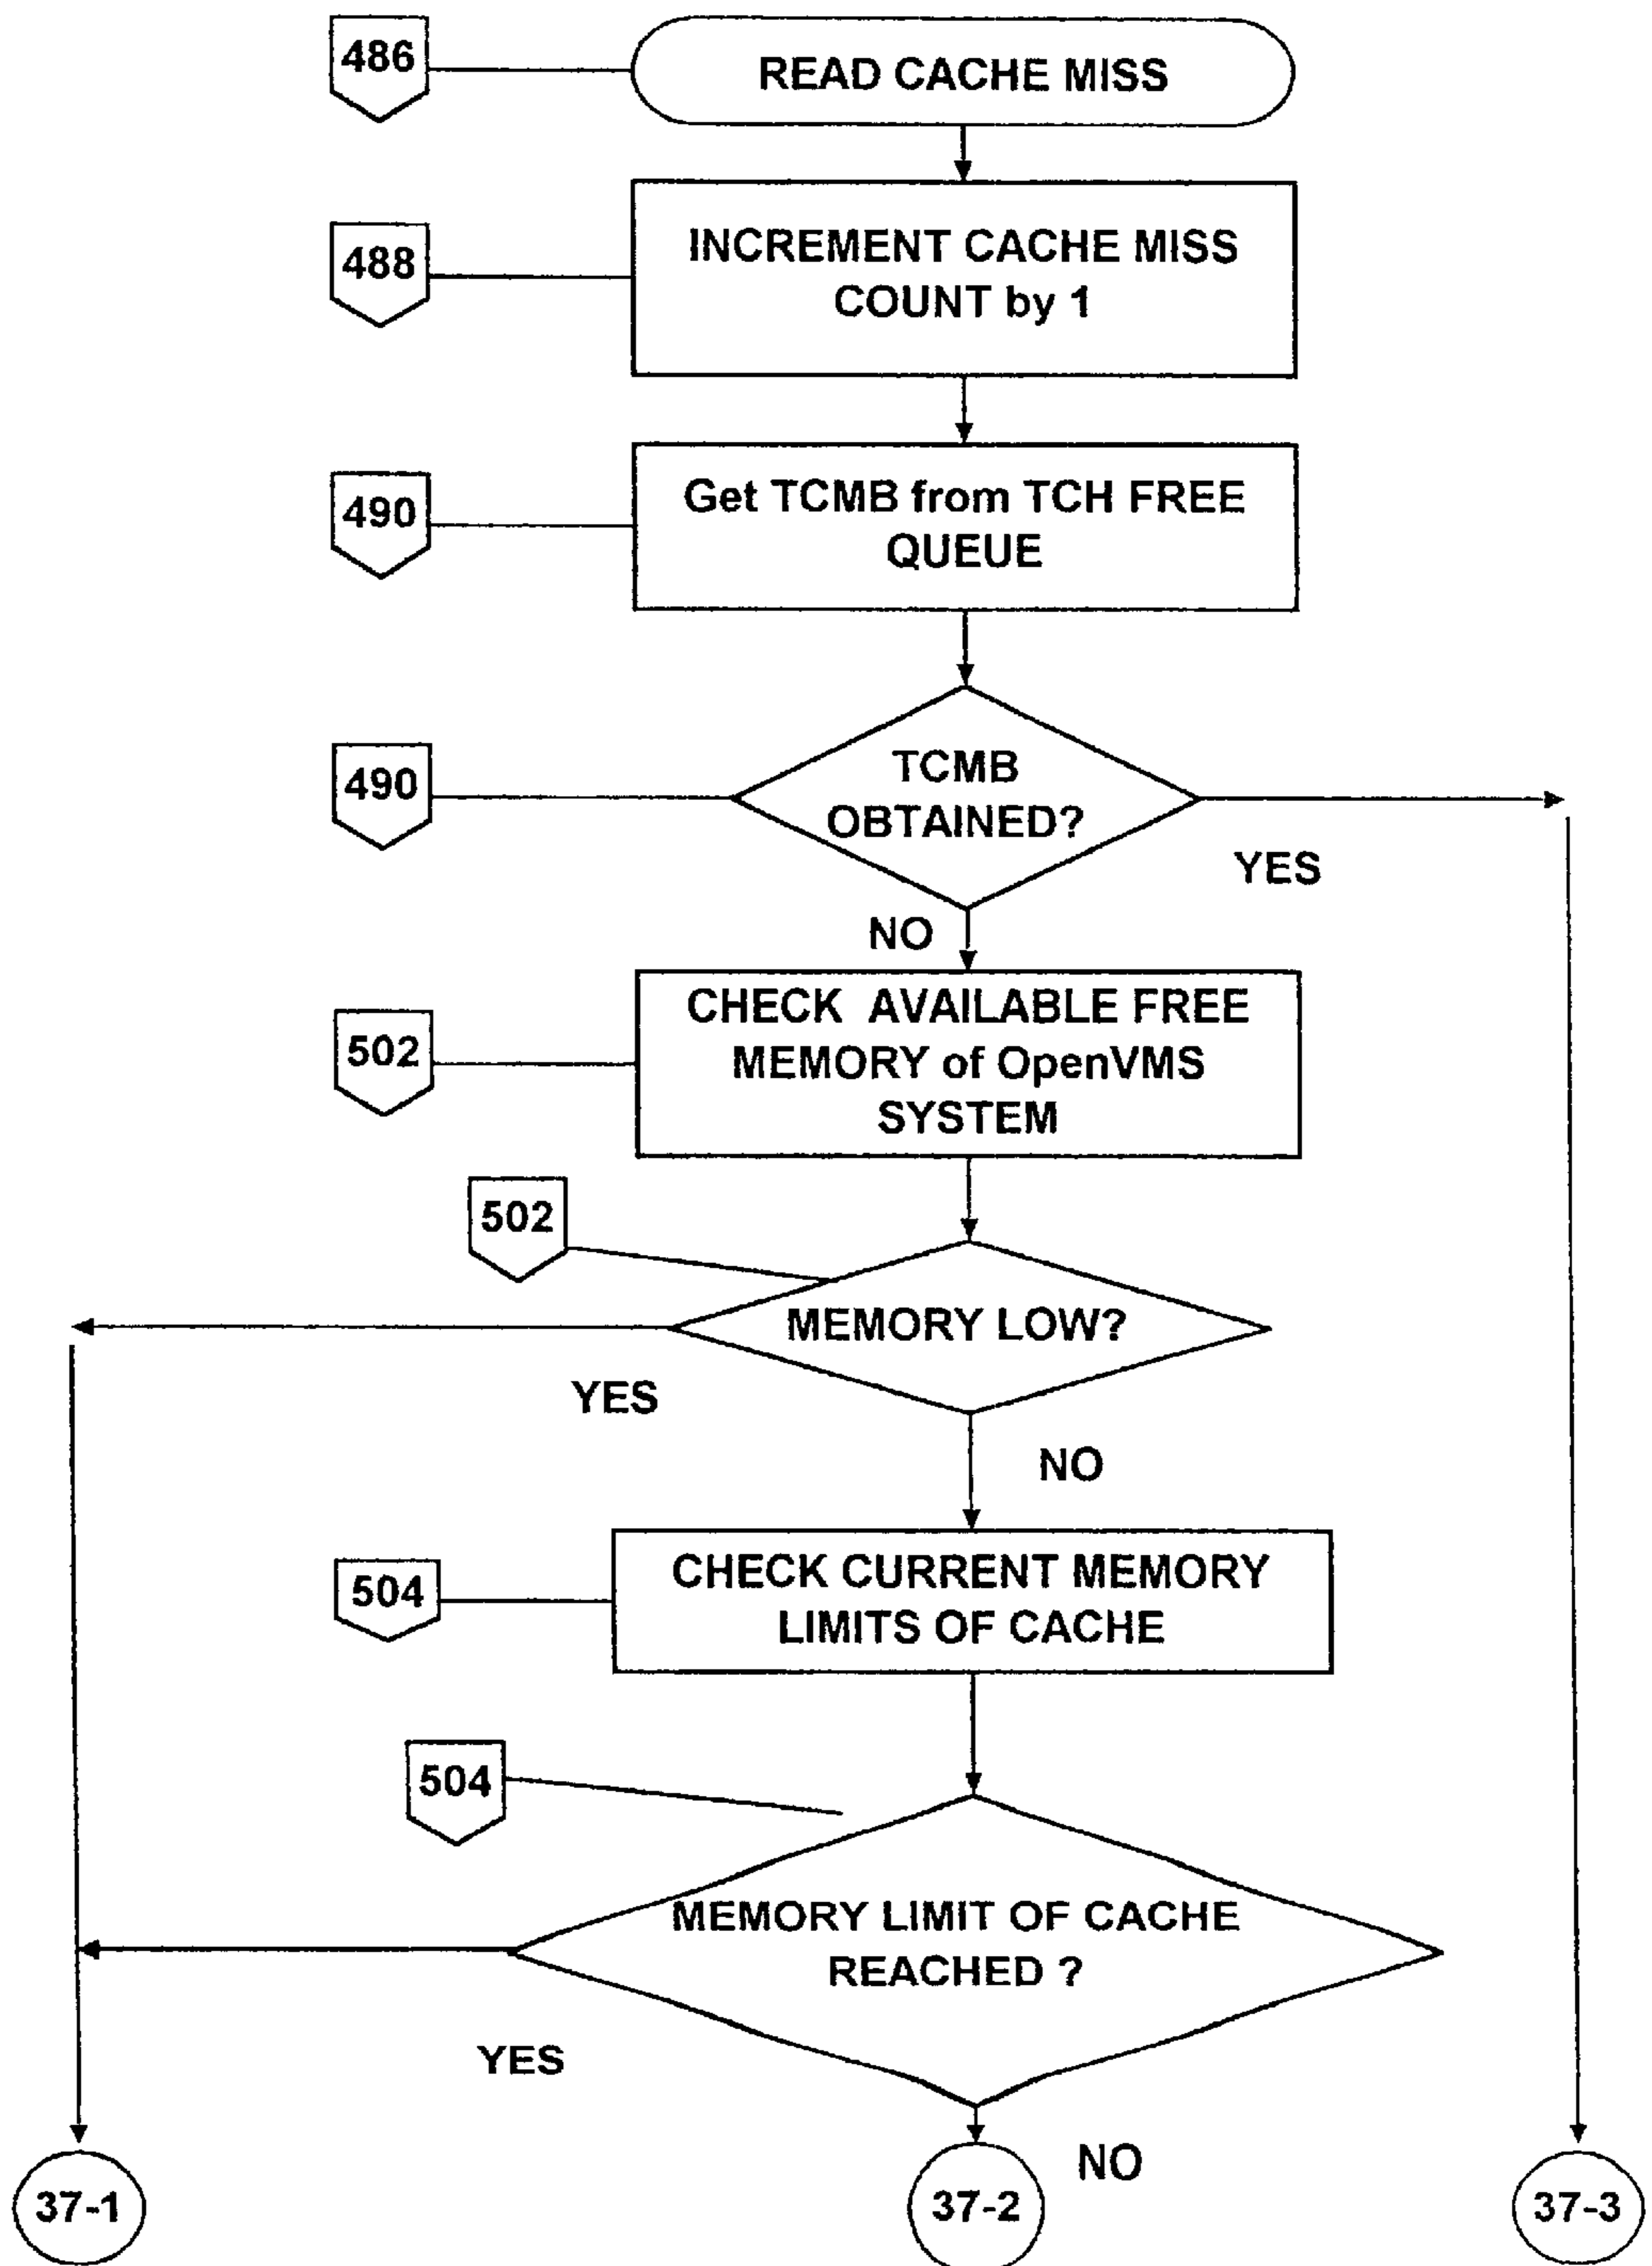 486
READ CACHE MISS
488
INCREMENT CACHE MISS
COUNT by 1
490
Get TCMB from TCH FREE
QUEUE
490
TCMB
OBTAINED?
YES
NO
502
CHECK AVAILABLE FREE
MEMORY of OpenVMS
SYSTEM
502
MEMORY LOW?
YES
NO
504
CHECK CURRENT MEMORY
LIMITS OF CACHE
504
MEMORY LIMIT OF CACHE
REACHED ?
YES
NO
37-1
37-2
37-3